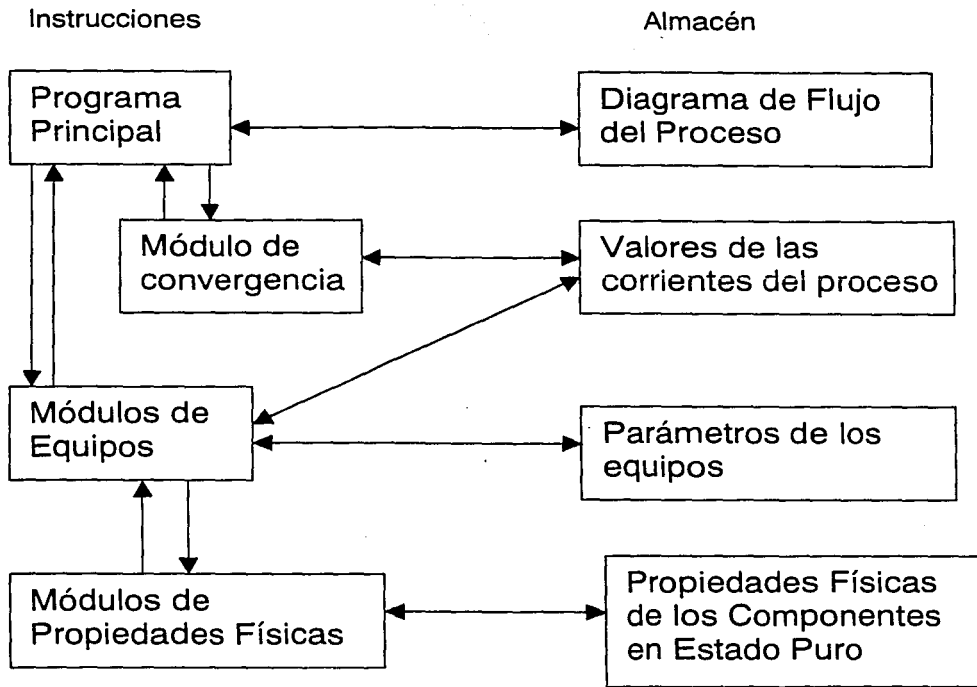 Instrucciones
Almacén
Programa
Principal
Diagrama de Flujo
del Proceso
Módulo de
convergencia
Valores de las
corrientes del proceso
Módulos de
Equipos
Parámetros de los
equipos
Módulos de
Propiedades Físicas
Propiedades Físicas
de los Componentes
en Estado Puro